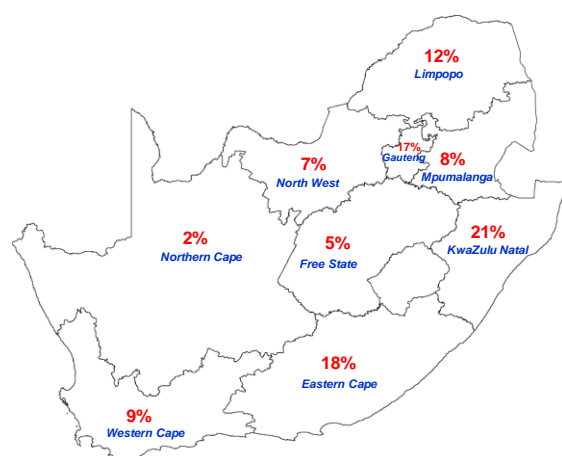 12%
Limpopo
17%
Gauteng
8%
Mpumalanga
7%
North West
21%
KwaZulu Natal
2%
Northern Cape
5%
Free State
18%
Eastern Cape
9%
Western Cape